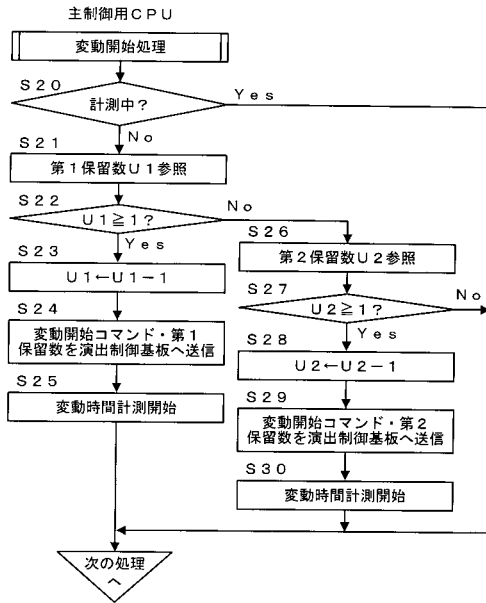 主制御用CPU
変動開始処理
S20
計測中?
Yes
No
S21
第1保留数U1参照
S22
U1≧1?
No
Yes
S23
U1←U1-1
S24
変動開始コマンド・第1
保留数を演出制御基板へ送信
S25
変動時間計測開始
S26
第2保留数U2参照
S27
U2≧1?
No
Yes
S28
U2←U2-1
S29
変動開始コマンド・第2
保留数を演出制御基板へ送信
S30
変動時間計測開始
次の処理
へ